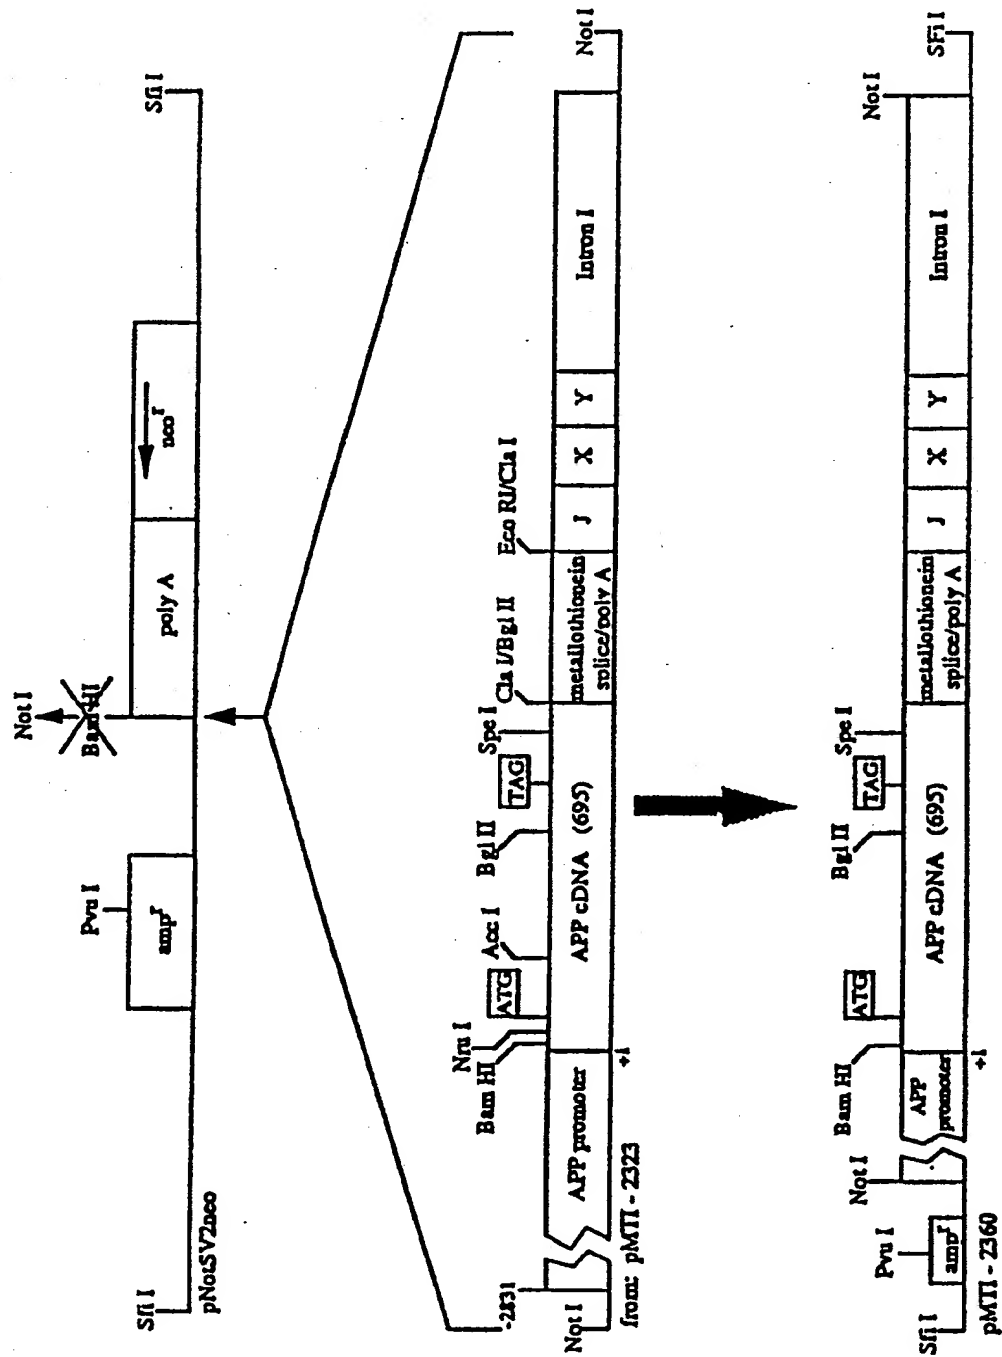 Not I
Bam HI
Sfi I
Pvu I
amp^r
poly A
neo^r
Sfi I
pNotSV2neo
-2831
Not I
Bam HI
Nru I
ATG
Acc I
Bgl II
TAG
Spe I
Cla I/Bgl II
Eco RI/Cla I
Not I
APP promoter
APP cDNA (695)
metallothionein
splice/poly A
J
X
Y
Intron I
+1
from: pMTI - 2323
Sfi I
Pvu I
amp^r
Not I
Bam HI
ATG
Bgl II
TAG
Spe I
Not I
SFi I
APP
promoter
APP cDNA (695)
metallothionein
splice/poly A
J
X
Y
Intron I
+1
pMTI - 2360